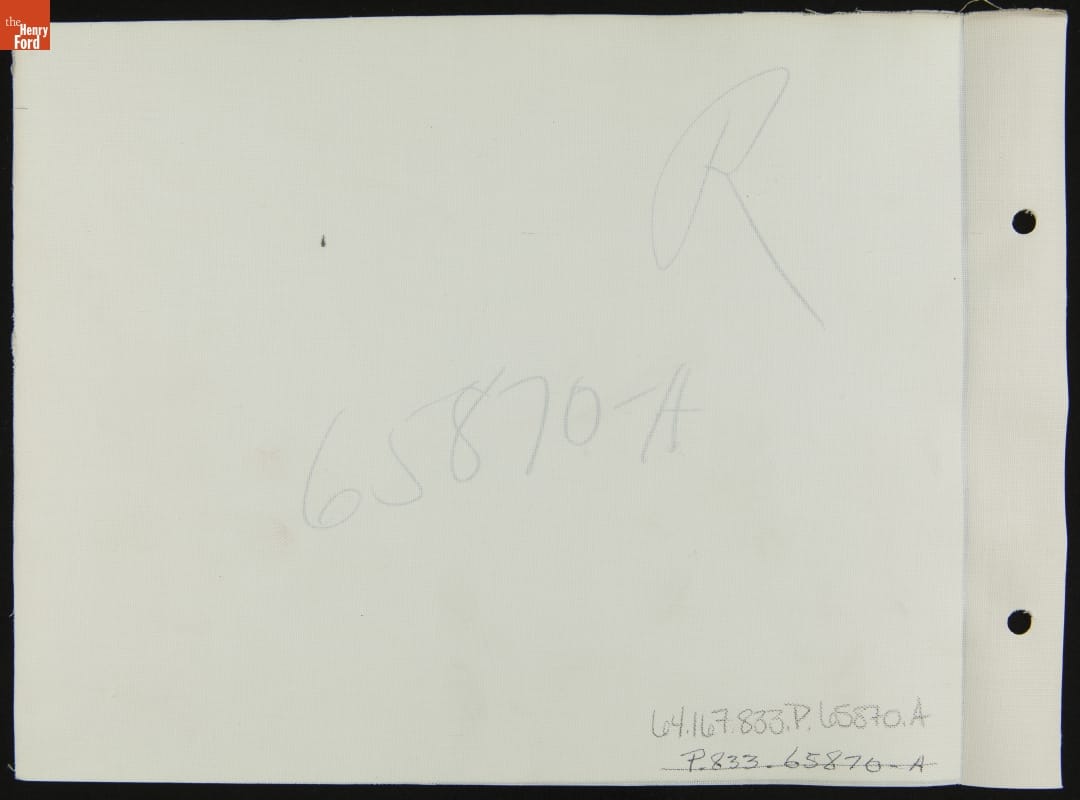 the
Henry
Ford
R
65870-A
64.167.833.P.65870.A
P.833-65870-A